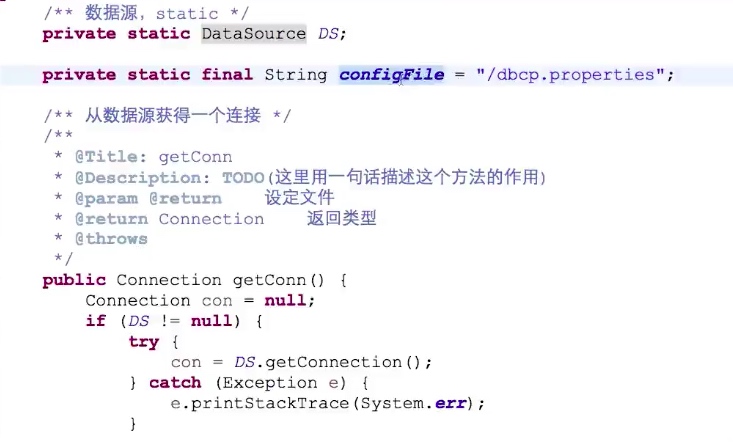 /** 数据源, static */
private static DataSource DS;
private static final String configFile = "/dbcp.properties";
/** 从数据源获得一个连接 */
/**
* @Title: getConn
* @Description: TODO(这里用一句话描述这个方法的作用)
* @param @return 设定文件
* @return Connection 返回类型
* @throws
*/
public Connection getConn() {
Connection con = null;
if (DS != null) {
try {
con = DS.getConnection();
} catch (Exception e) {
e.printStackTrace(System.err);
}